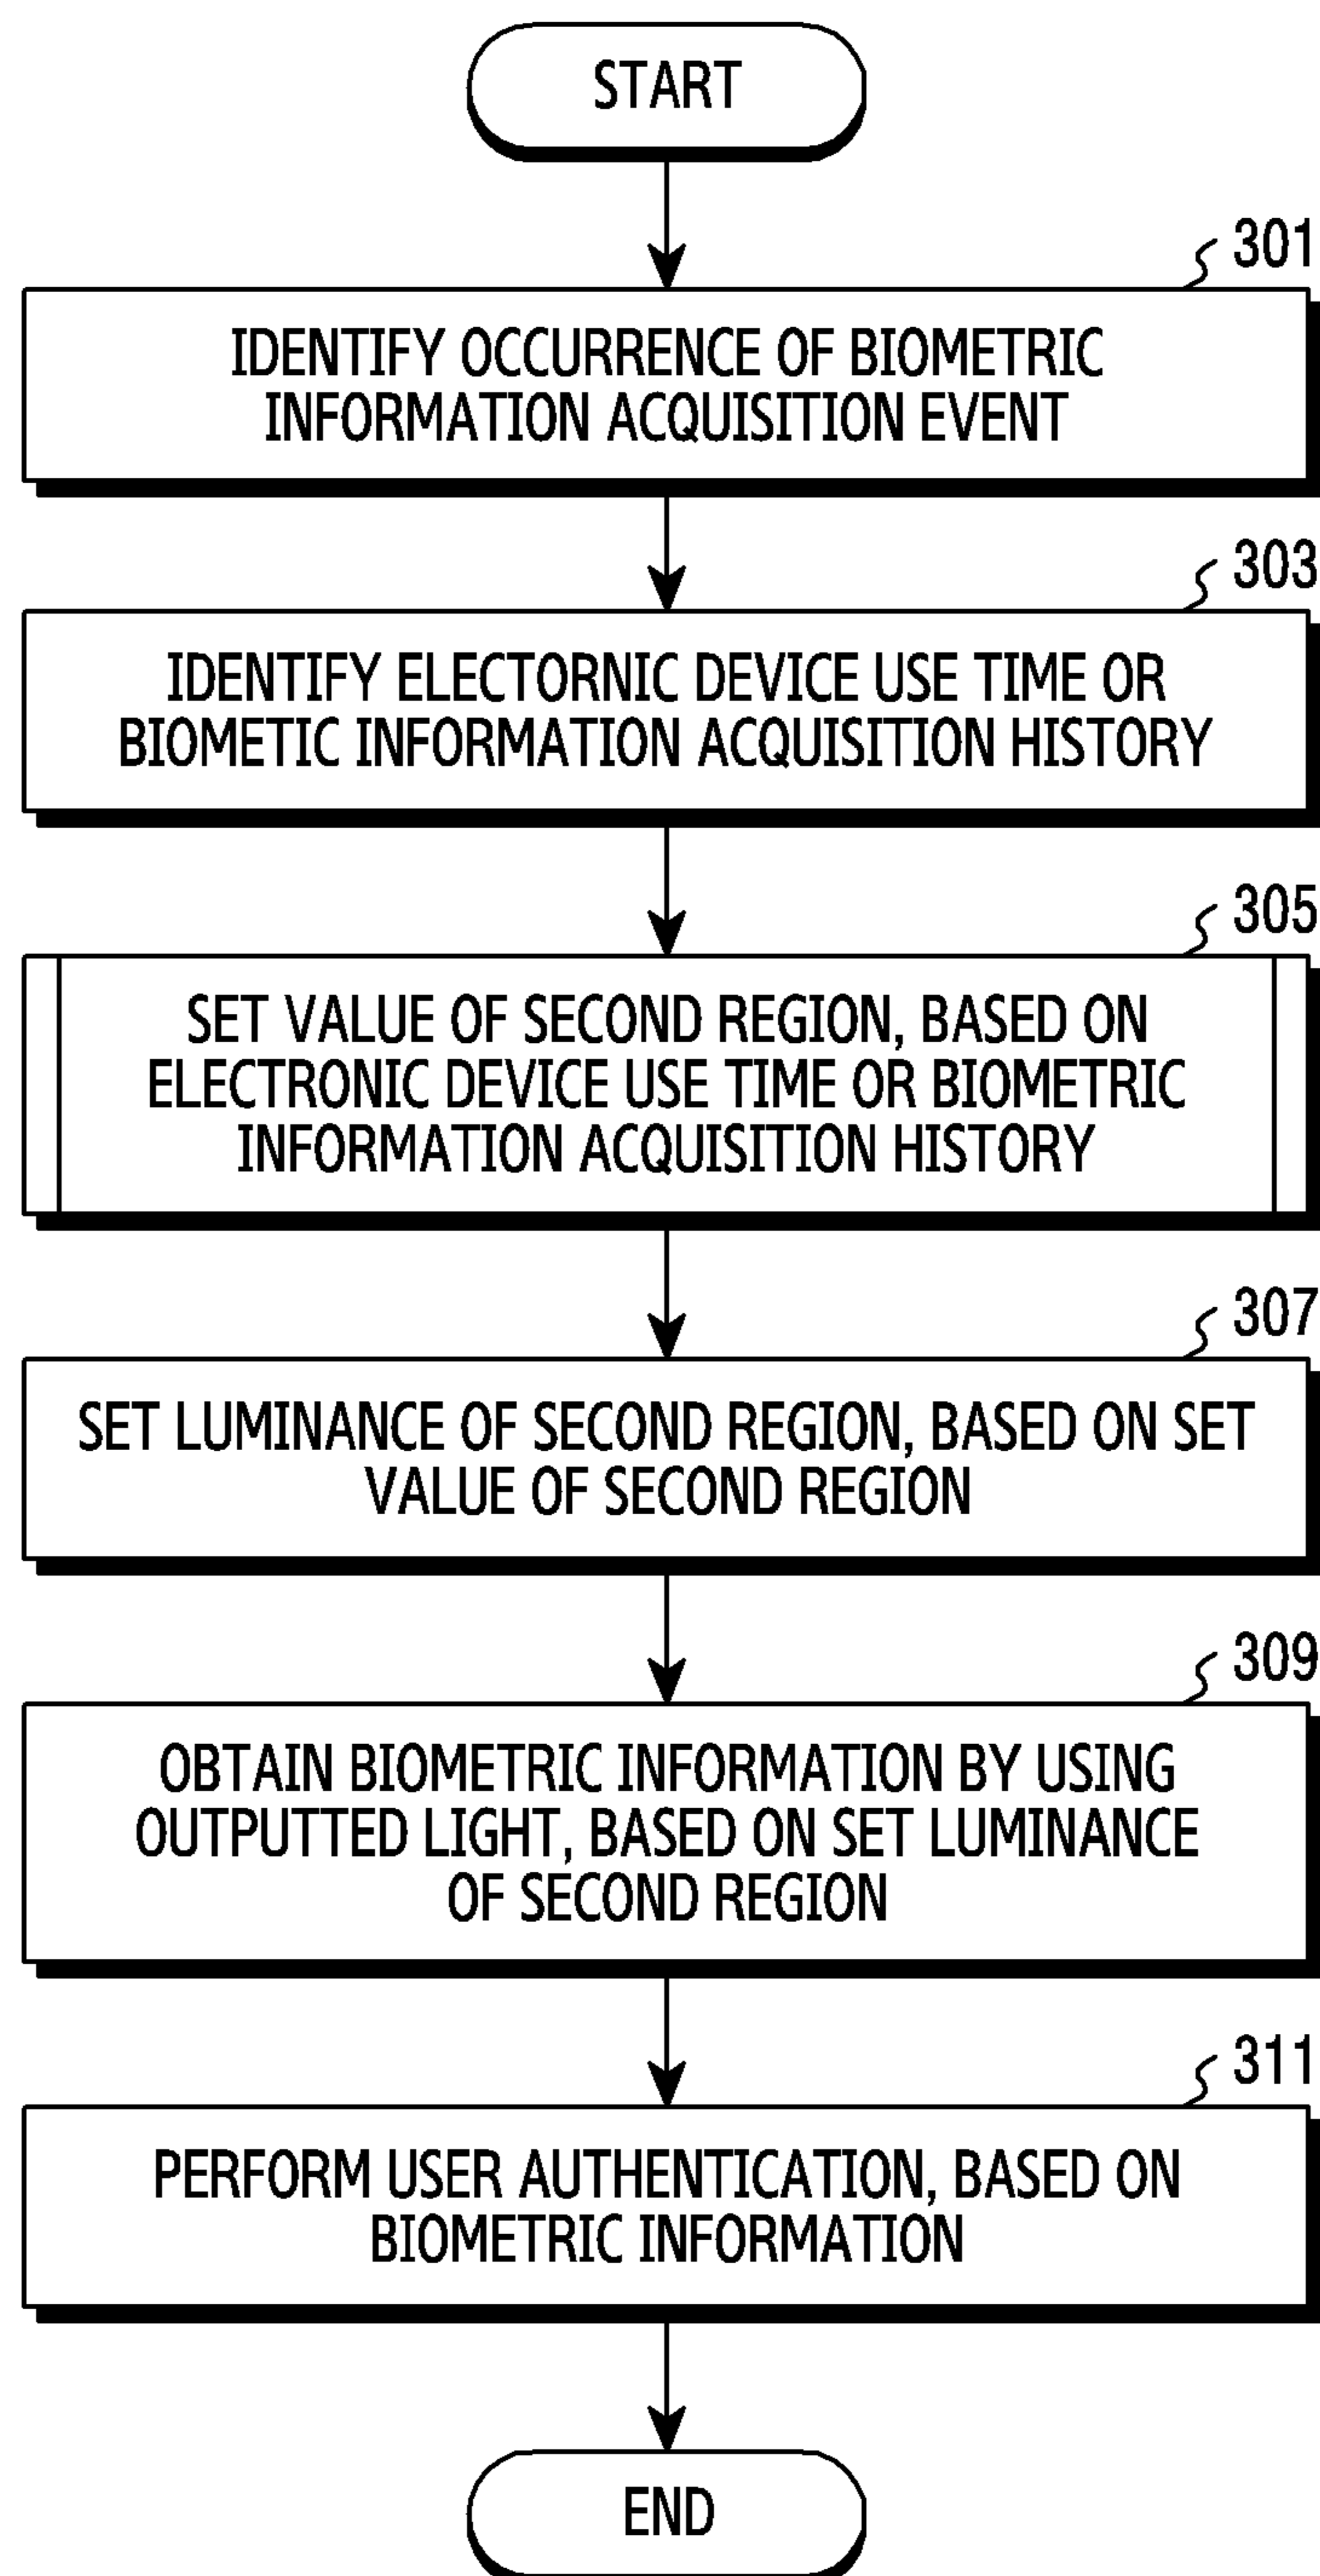 START
301
IDENTIFY OCCURRENCE OF BIOMETRIC
INFORMATION ACQUISITION EVENT
303
IDENTIFY ELECTORNIC DEVICE USE TIME OR
BIOMETIC INFORMATION ACQUISITION HISTORY
305
SET VALUE OF SECOND REGION, BASED ON
ELECTRONIC DEVICE USE TIME OR BIOMETRIC
INFORMATION ACQUISITION HISTORY
307
SET LUMINANCE OF SECOND REGION, BASED ON SET
VALUE OF SECOND REGION
309
OBTAIN BIOMETRIC INFORMATION BY USING
OUTPUTTED LIGHT, BASED ON SET LUMINANCE
OF SECOND REGION
311
PERFORM USER AUTHENTICATION, BASED ON
BIOMETRIC INFORMATION
END